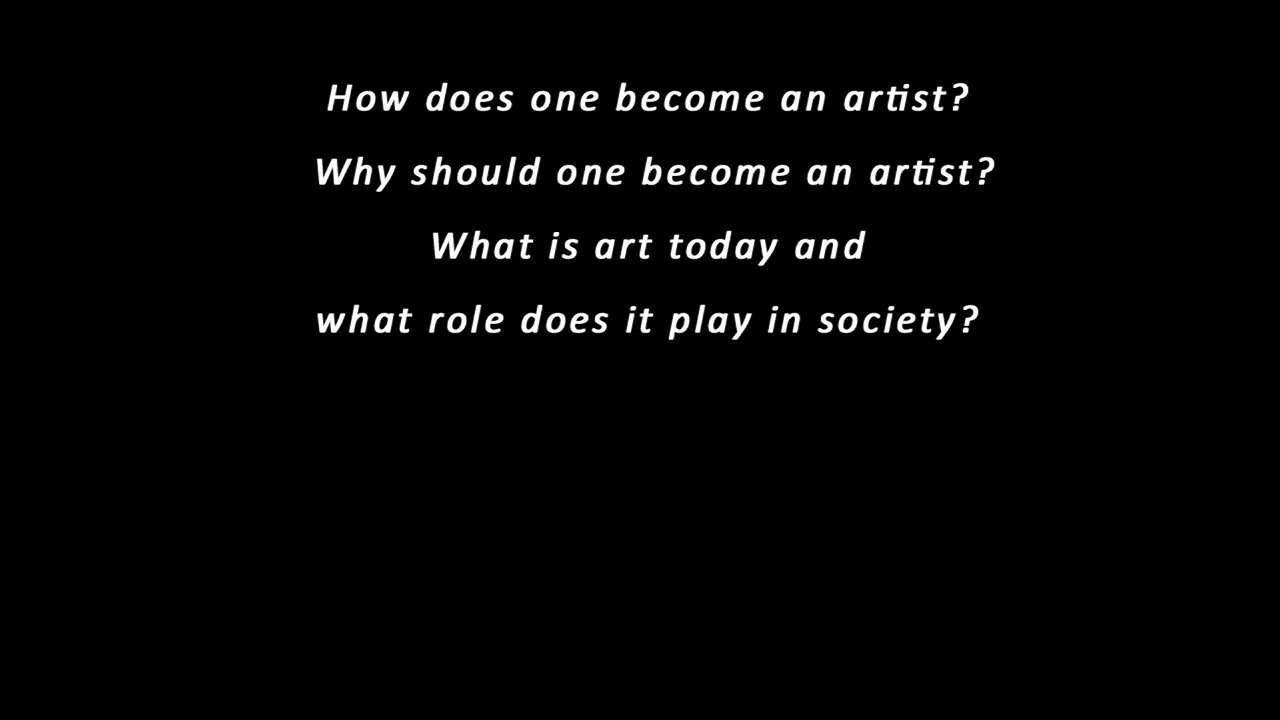 How does one become an artist?
Why should one become an artist?
What is art today and
what role does it play in society?